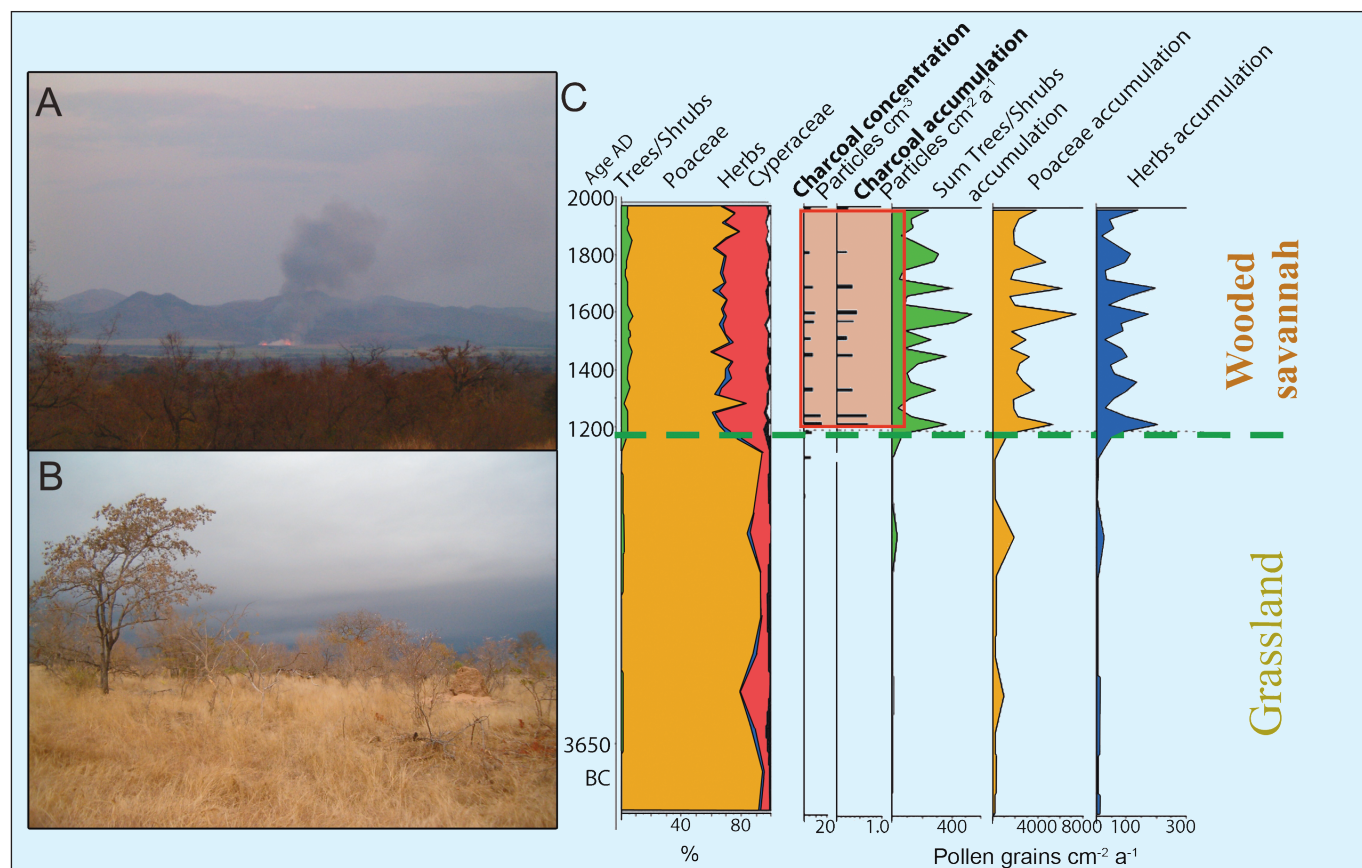 A
B
C
Age AD
Trees/Shrubs
Poaceae
Herbs
Cyperaceae
Charcoal concentration
Particles cm-3
Charcoal accumulation
Particles cm-2 a-1
Sum Trees/Shrubs
accumulation
Poaceae accumulation
Herbs accumulation
2000
1800
1600
1400
1200
3650
BC
Wooded
savannah
Grassland
40 80
20 1.0 400 4000 8000 100 300
%
Pollen grains cm-2 a-1